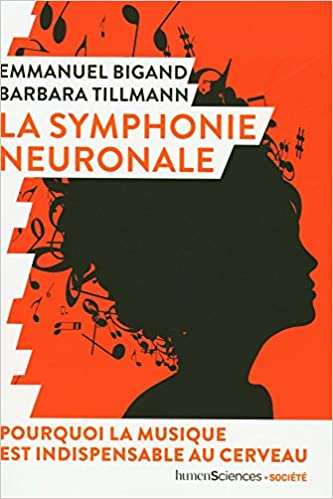 EMMANUEL BIGAND
BARBARA TILLMANN
LA SYMPHONIE
NEURONALE
POURQUOI LA MUSIQUE
EST INDISPENSABLE AU CERVEAU
humenSciences • SOCIÉTÉ